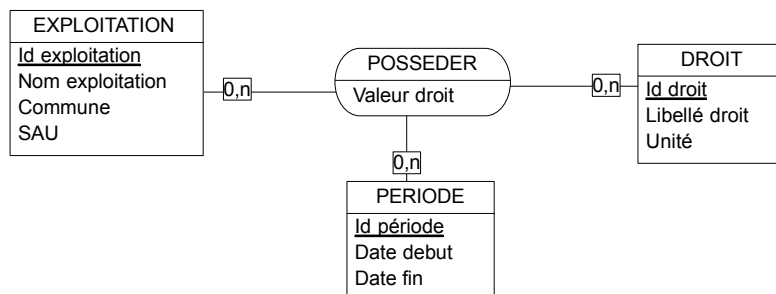 EXPLOITATION
Id exploitation
Nom exploitation
Commune
SAU
0,n
POSSEDER
Valeur droit
0,n
DROIT
Id droit
Libellé droit
Unité
0,n
PERIODE
Id période
Date debut
Date fin